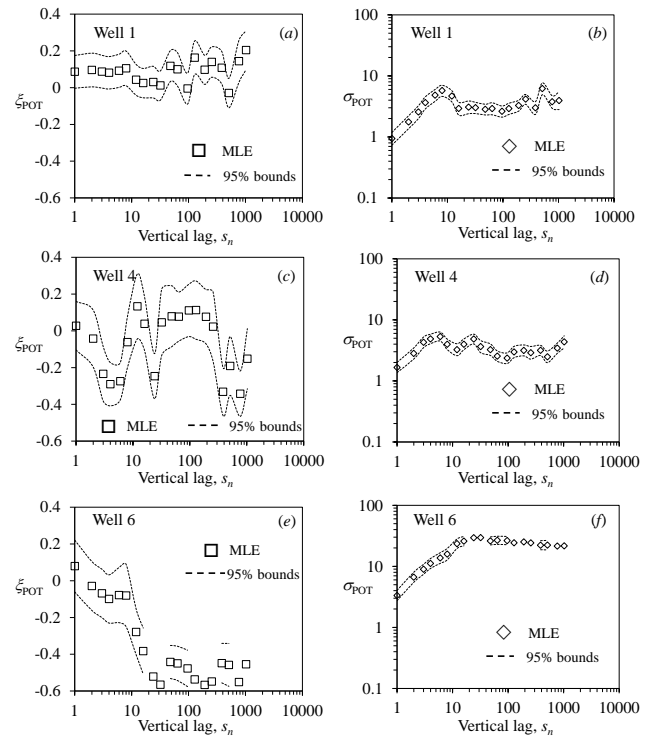 0.4
0.2
0
-0.2
-0.4
-0.6
ξPOT
Well 1
(a)
MLE
95% bounds
1 10 100 1000 10000
Vertical lag, sn
100
10
1
0.1
σPOT
Well 1
(b)
MLE
95% bounds
1 10 100 1000 10000
Vertical lag, sn
0.4
0.2
0
-0.2
-0.4
-0.6
ξPOT
Well 4
(c)
MLE 95% bounds
1 10 100 1000 10000
Vertical lag, sn
100
10
1
0.1
σPOT
Well 4
(d)
MLE
95% bounds
1 10 100 1000 10000
Vertical lag, sn
0.4
0.2
0
-0.2
-0.4
-0.6
ξPOT
Well 6
(e)
MLE
95% bounds
1 10 100 1000 10000
Vertical lag, sn
100
10
1
0.1
σPOT
Well 6
(f)
MLE
95% bounds
1 10 100 1000 10000
Vertical lag, sn